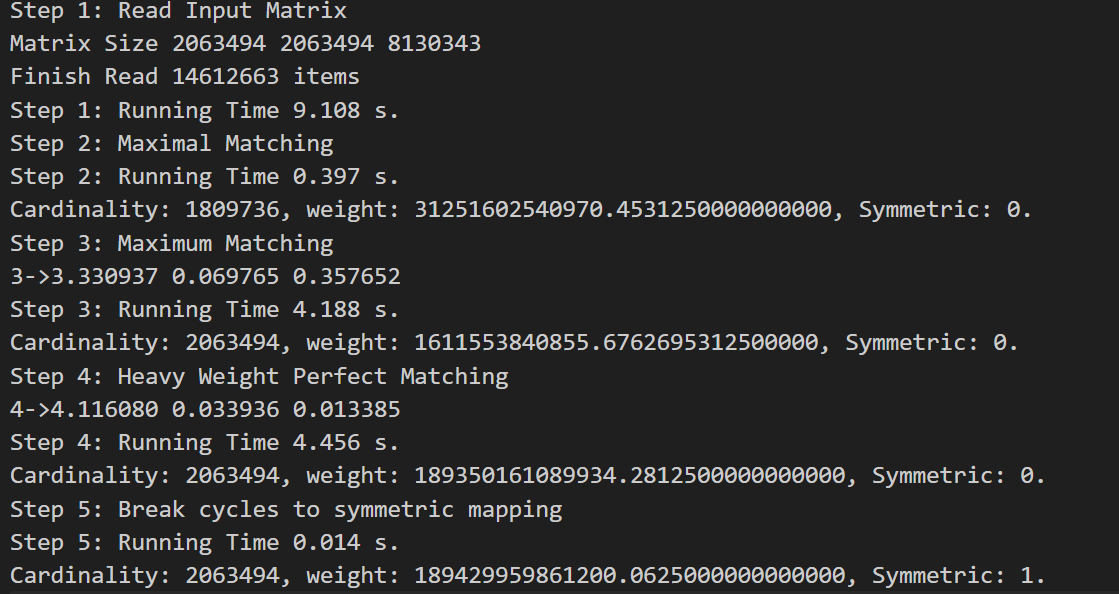 Step 1: Read Input Matrix
Matrix Size 2063494 2063494 8130343
Finish Read 14612663 items
Step 1: Running Time 9.108 s.
Step 2: Maximal Matching
Step 2: Running Time 0.397 s.
Cardinality: 1809736, weight: 31251602540970.4531250000000000, Symmetric: 0.
Step 3: Maximum Matching
3->3.330937 0.069765 0.357652
Step 3: Running Time 4.188 s.
Cardinality: 2063494, weight: 1611553840855.6762695312500000, Symmetric: 0.
Step 4: Heavy Weight Perfect Matching
4->4.116080 0.033936 0.013385
Step 4: Running Time 4.456 s.
Cardinality: 2063494, weight: 189350161089934.2812500000000000, Symmetric: 0.
Step 5: Break cycles to symmetric mapping
Step 5: Running Time 0.014 s.
Cardinality: 2063494, weight: 189429959861200.0625000000000000, Symmetric: 1.